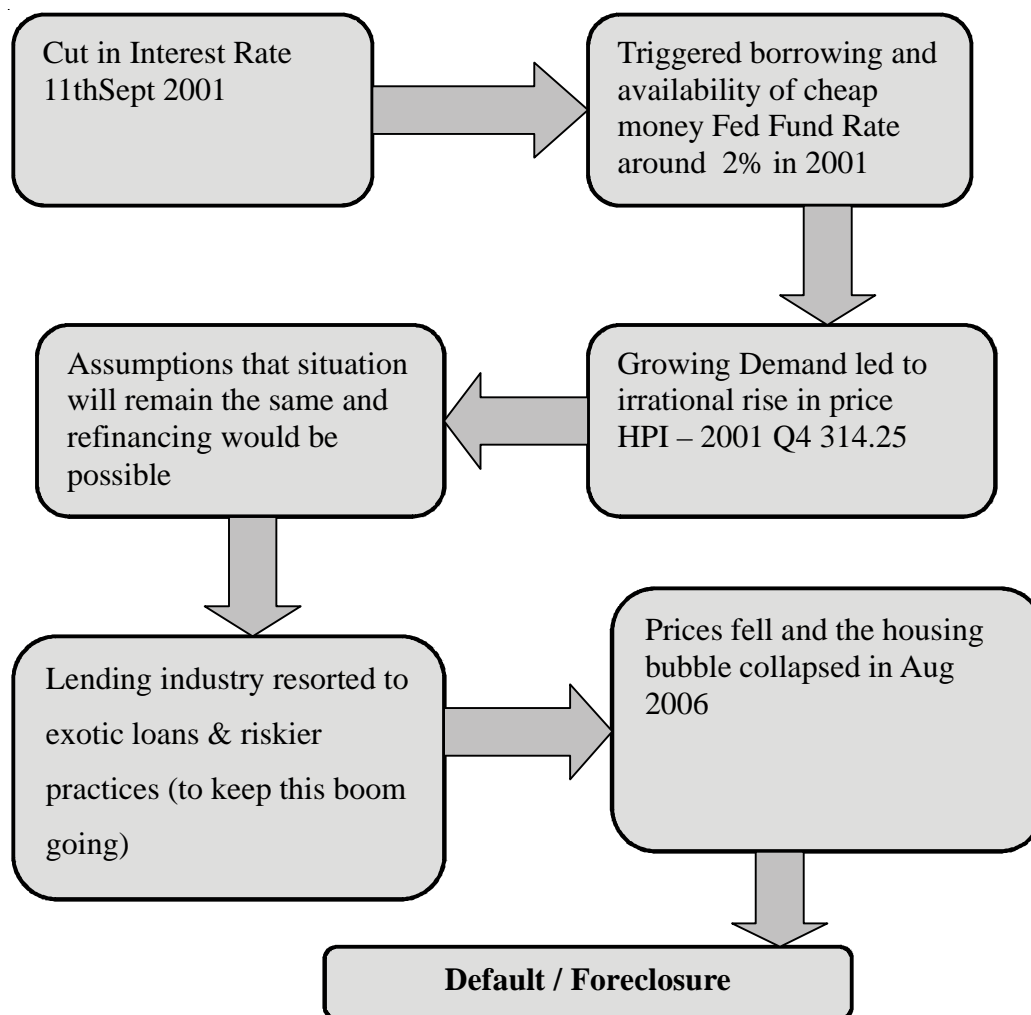 Cut in Interest Rate
11thSept 2001
Triggered borrowing and
availability of cheap
money Fed Fund Rate
around 2% in 2001
Growing Demand led to
irrational rise in price
HPI – 2001 Q4 314.25
Assumptions that situation
will remain the same and
refinancing would be
possible
Lending industry resorted to
exotic loans & riskier
practices (to keep this boom
going)
Prices fell and the housing
bubble collapsed in Aug
2006
Default / Foreclosure